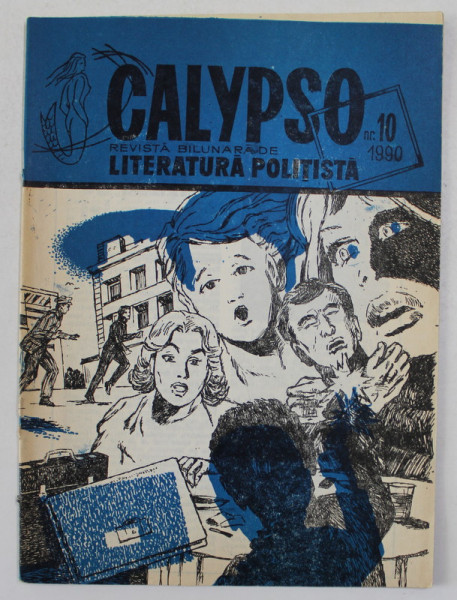 CALYPSO
nr. 10
1990
REVISTĂ BILUNARĂ DE
LITERATURĂ POLIȚISTĂ